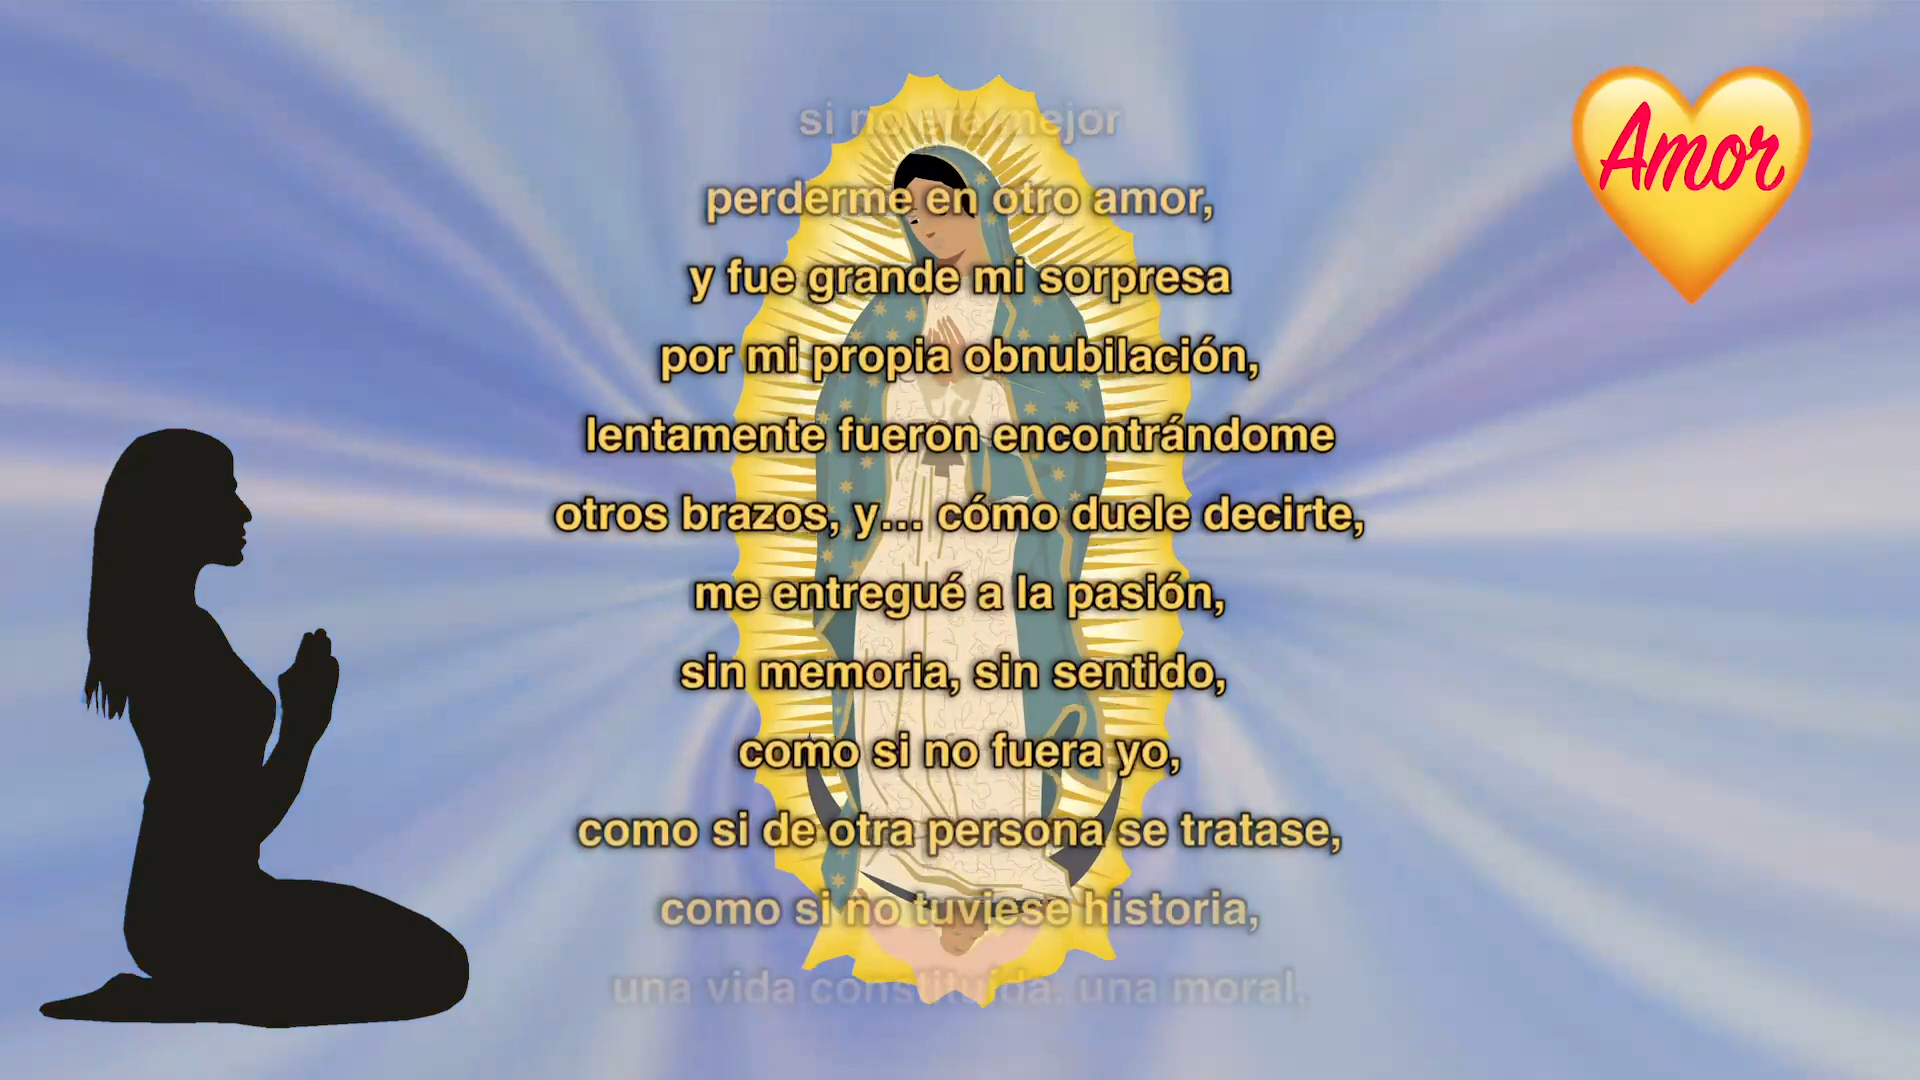 si no era mejor
perderme en otro amor,
y fue grande mi sorpresa
por mi propia obnubilación,
lentamente fueron encontrándome
otros brazos, y... cómo duele decirte,
me entregué a la pasión,
sin memoria, sin sentido,
como si no fuera yo,
como si de otra persona se tratase,
como si no tuviese historia,
una vida constituída, una moral,
Amor